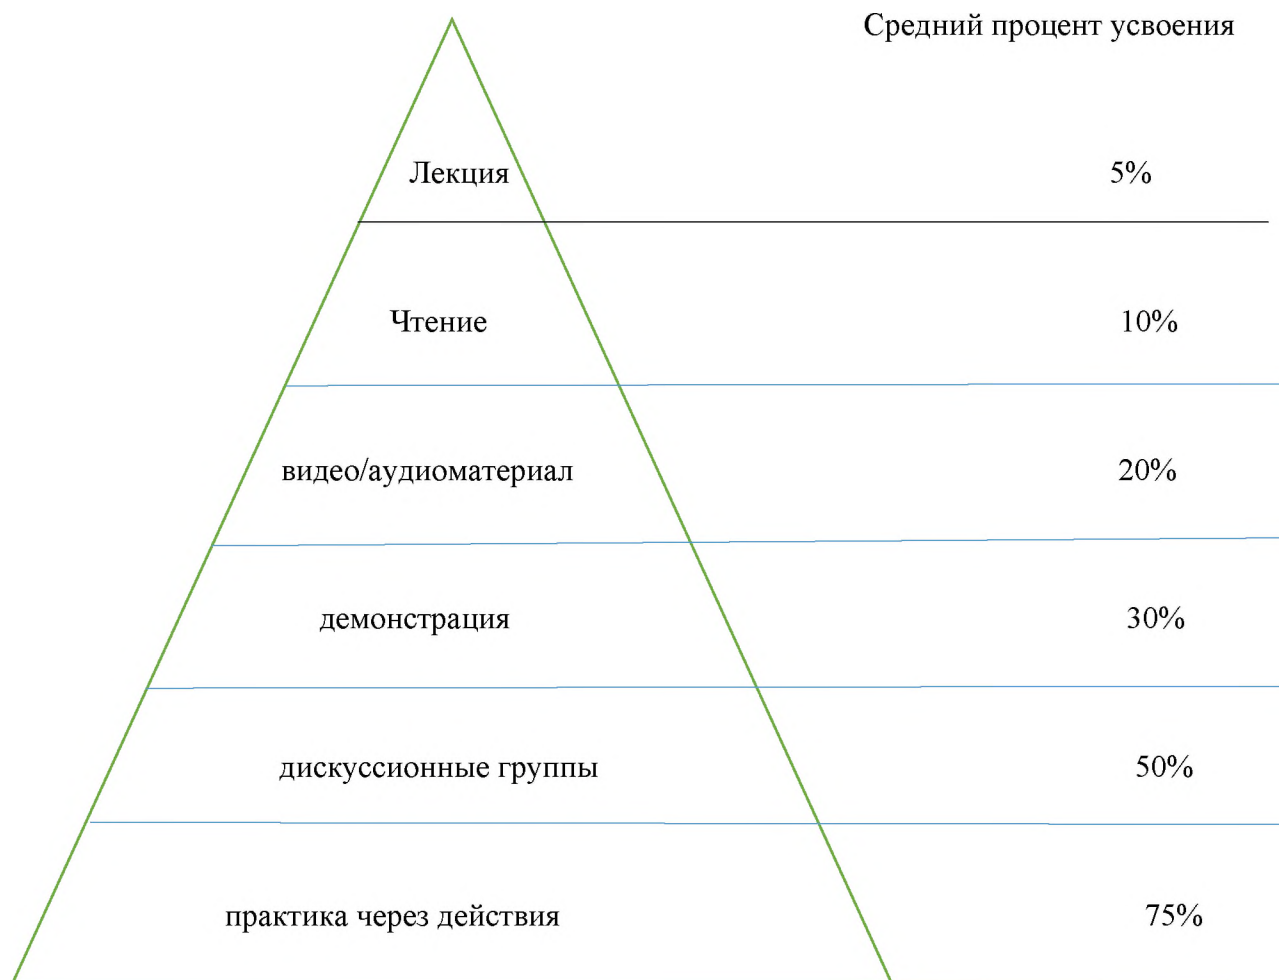 Средний процент усвоения
Лекция 5%
Чтение 10%
видео/аудиоматериал 20%
демонстрация 30%
дискуссионные группы 50%
практика через действия 75%